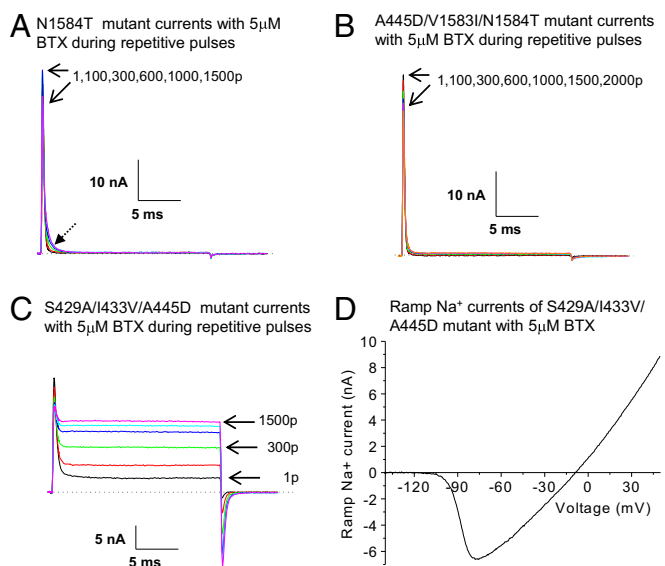 A
N1584T mutant currents with 5μM
BTX during repetitive pulses
1,100,300,600,1000,1500p
10 nA
5 ms
B
A445D/V1583I/N1584T mutant currents
with 5μM BTX during repetitive pulses
1,100,300,600,1000,1500,2000p
10 nA
5 ms
C
S429A/I433V/A445D mutant currents
with 5μM BTX during repetitive pulses
1500p
300p
1p
5 nA
5 ms
D
Ramp Na⁺ currents of S429A/I433V/
A445D mutant with 5μM BTX
Ramp Na+ current (nA)
10
8
6
4
2
0
-2
-4
-6
-120
-90
-60
-30
0
30
Voltage (mV)